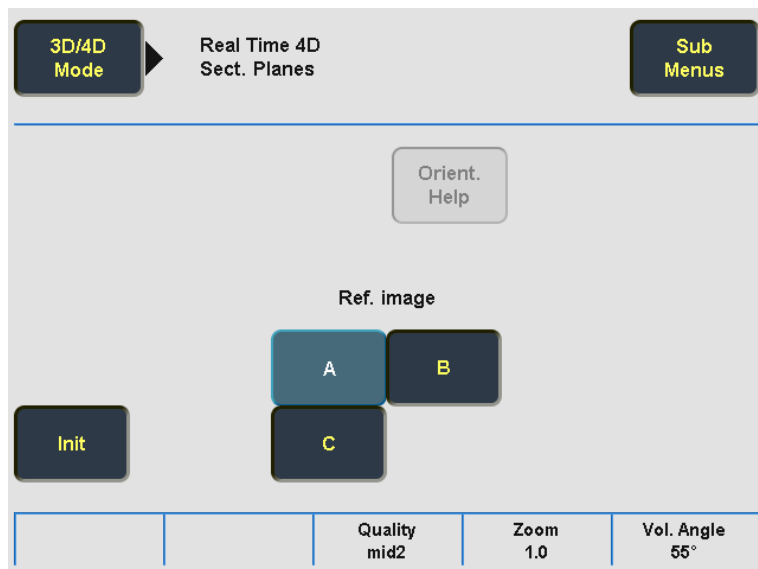 3D/4D
Mode
Real Time 4D
Sect. Planes
Sub
Menus
Orient.
Help
Ref. image
A
B
Init
C
Quality
mid2
Zoom
1.0
Vol. Angle
55°